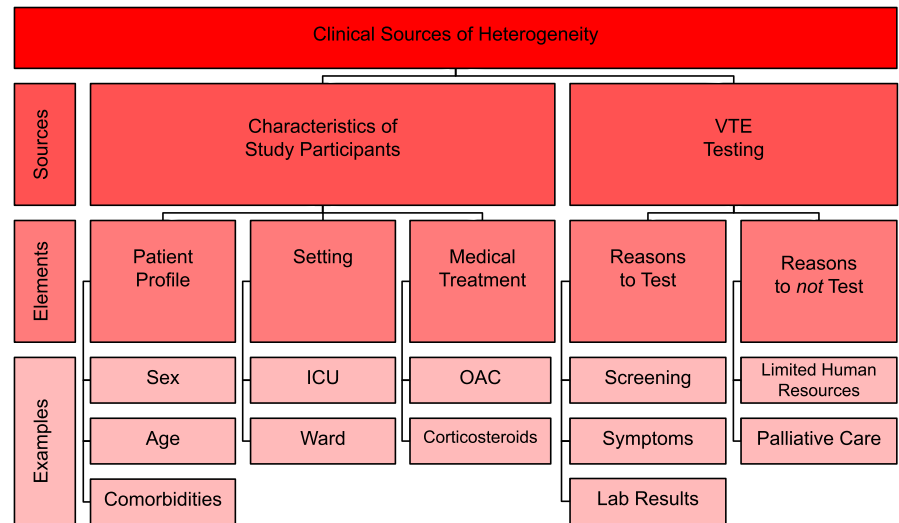 Clinical Sources of Heterogeneity
Sources
Characteristics of
Study Participants
VTE
Testing
Elements
Patient
Profile
Setting
Medical
Treatment
Reasons
to Test
Reasons
to not Test
Examples
Sex
ICU
OAC
Screening
Limited Human
Resources
Age
Ward
Corticosteroids
Symptoms
Palliative Care
Comorbidities
Lab Results